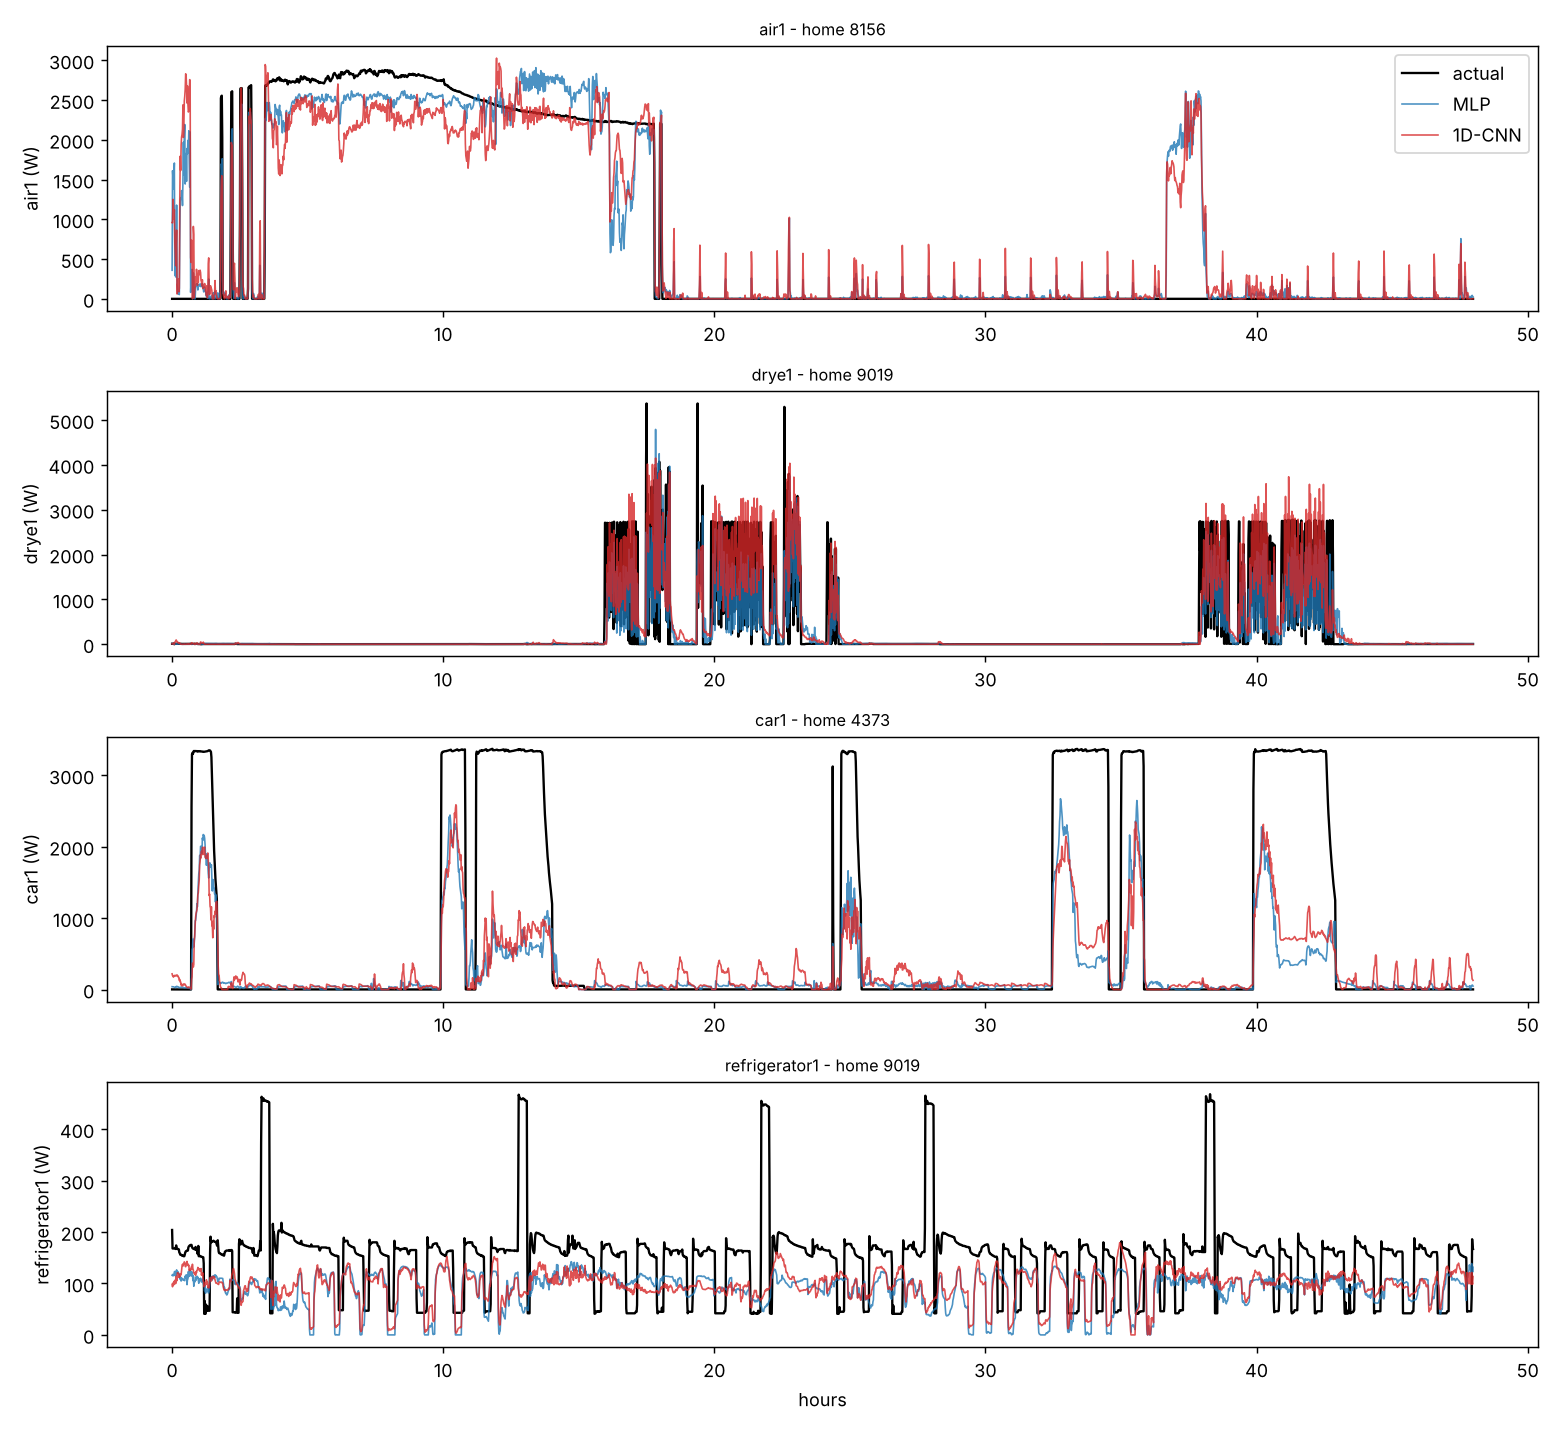 air1 - home 8156
air1 (W)
3000
2500
2000
1500
1000
500
0
actual
MLP
1D-CNN
0 10 20 30 40 50
drye1 - home 9019
drye1 (W)
5000
4000
3000
2000
1000
0
0 10 20 30 40 50
car1 - home 4373
car1 (W)
3000
2000
1000
0
0 10 20 30 40 50
refrigerator1 - home 9019
refrigerator1 (W)
400
300
200
100
0
0 10 20 30 40 50
hours